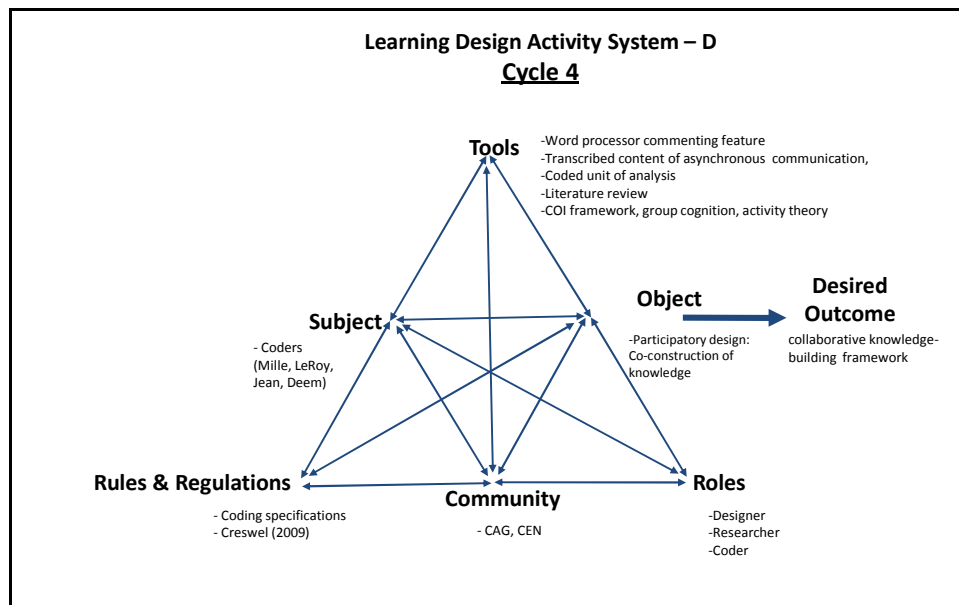 Learning Design Activity System – D
Cycle 4
Tools
-Word processor commenting feature
-Transcribed content of asynchronous communication,
-Coded unit of analysis
-Literature review
-COI framework, group cognition, activity theory
Subject
- Coders
(Mille, LeRoy,
Jean, Deem)
Object
-Participatory design:
Co-construction of
knowledge
Desired
Outcome
collaborative knowledge-
building framework
Rules & Regulations
- Coding specifications
- Creswel (2009)
Community
- CAG, CEN
Roles
-Designer
-Researcher
-Coder